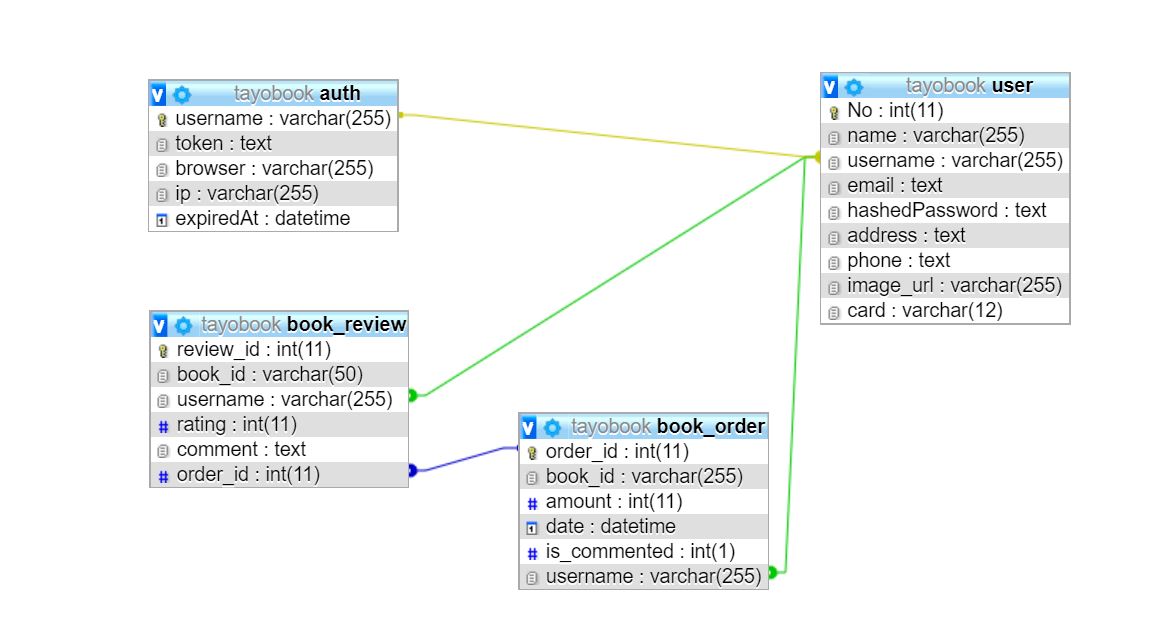 tayobook auth
username : varchar(255)
token : text
browser : varchar(255)
ip : varchar(255)
expiredAt : datetime
tayobook user
No : int(11)
name : varchar(255)
username : varchar(255)
email : text
hashedPassword : text
address : text
phone : text
image_url : varchar(255)
card : varchar(12)
tayobook book_review
review_id : int(11)
book_id : varchar(50)
username : varchar(255)
rating : int(11)
comment : text
order_id : int(11)
tayobook book_order
order_id : int(11)
book_id : varchar(255)
amount : int(11)
date : datetime
is_commented : int(1)
username : varchar(255)